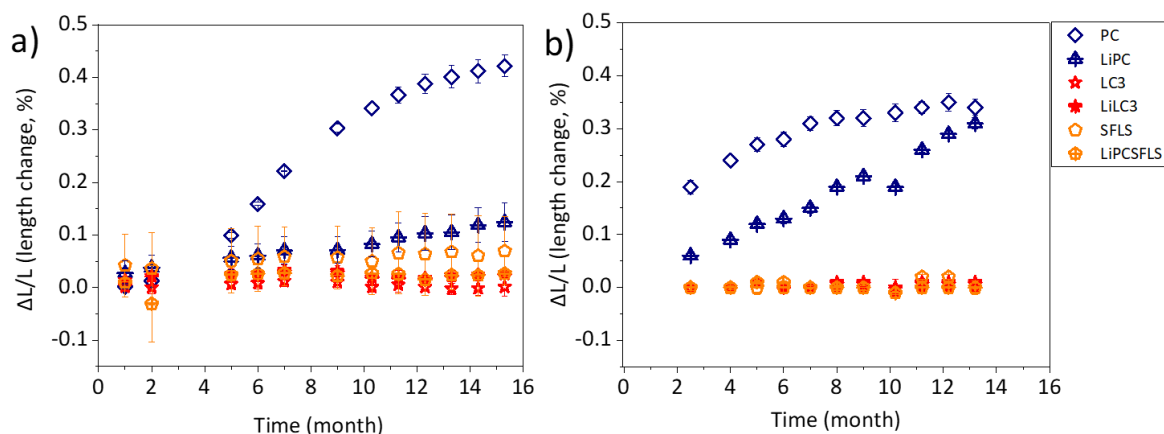 a)
0.5
0.4
0.3
0.2
0.1
0.0
-0.1
ΔL/L (length change, %)
0 2 4 6 8 10 12 14 16
Time (month)
b)
0.5
0.4
0.3
0.2
0.1
0.0
-0.1
ΔL/L (length change, %)
0 2 4 6 8 10 12 14 16
Time (month)
PC
LiPC
LC3
LiLC3
SFLS
LiPCSFLS